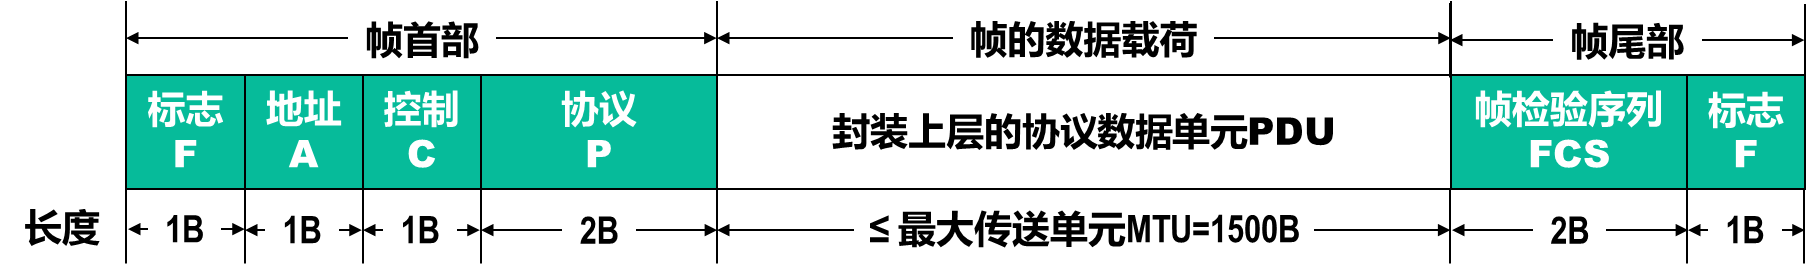 帧首部 帧的数据载荷 帧尾部
标志 地址 控制 协议 封装上层的协议数据单元PDU 帧检验序列 标志
F A C P FCS F
长度 1B 1B 1B 2B ≤ 最大传送单元MTU=1500B 2B 1B